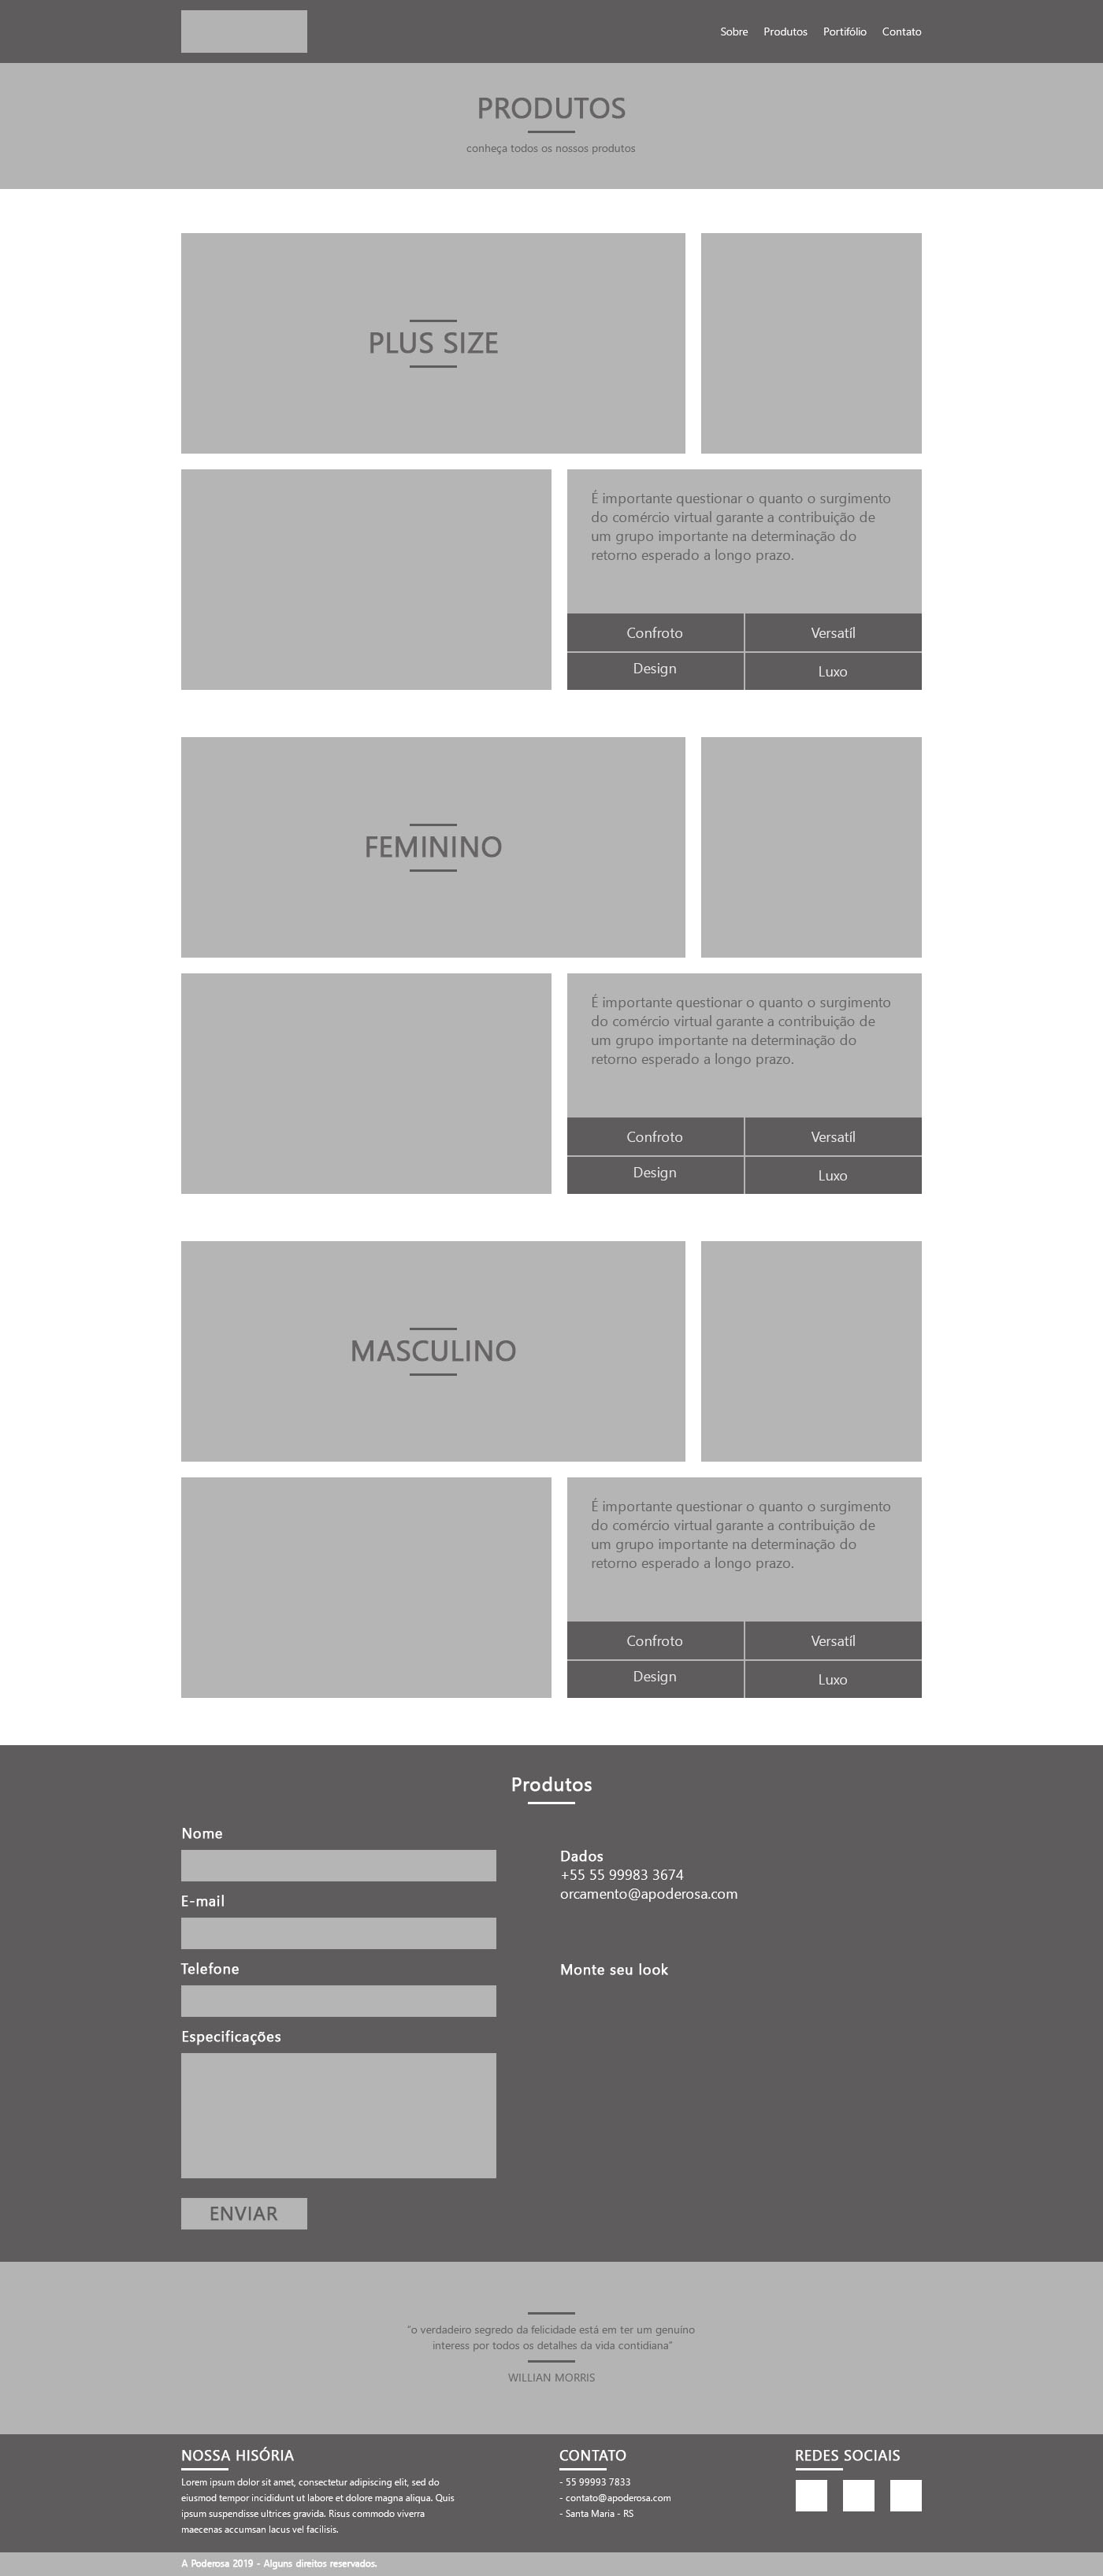 Sobre Produtos Portifólio Contato
PRODUTOS
conheça todos os nossos produtos
PLUS SIZE
É importante questionar o quanto o surgimento
do comércio virtual garante a contribuição de
um grupo importante na determinação do
retorno esperado a longo prazo.
Confroto Versatíl
Design Luxo
FEMININO
É importante questionar o quanto o surgimento
do comércio virtual garante a contribuição de
um grupo importante na determinação do
retorno esperado a longo prazo.
Confroto Versatíl
Design Luxo
MASCULINO
É importante questionar o quanto o surgimento
do comércio virtual garante a contribuição de
um grupo importante na determinação do
retorno esperado a longo prazo.
Confroto Versatíl
Design Luxo
Produtos
Nome
E-mail
Telefone
Especificações
ENVIAR
Dados
+55 55 99983 3674
orcamento@apoderosa.com
Monte seu look
"o verdadeiro segredo da felicidade está em ter um genuíno
interess por todos os detalhes da vida contidiana"
WILLIAN MORRIS
NOSSA HISÓRIA
Lorem ipsum dolor sit amet, consectetur adipiscing elit, sed do
eiusmod tempor incididunt ut labore et dolore magna aliqua. Quis
ipsum suspendisse ultrices gravida. Risus commodo viverra
maecenas accumsan lacus vel facilisis.
CONTATO
- 55 99993 7833
- contato@apoderosa.com
- Santa Maria - RS
REDES SOCIAIS
A Poderosa 2019 - Alguns direitos reservados.